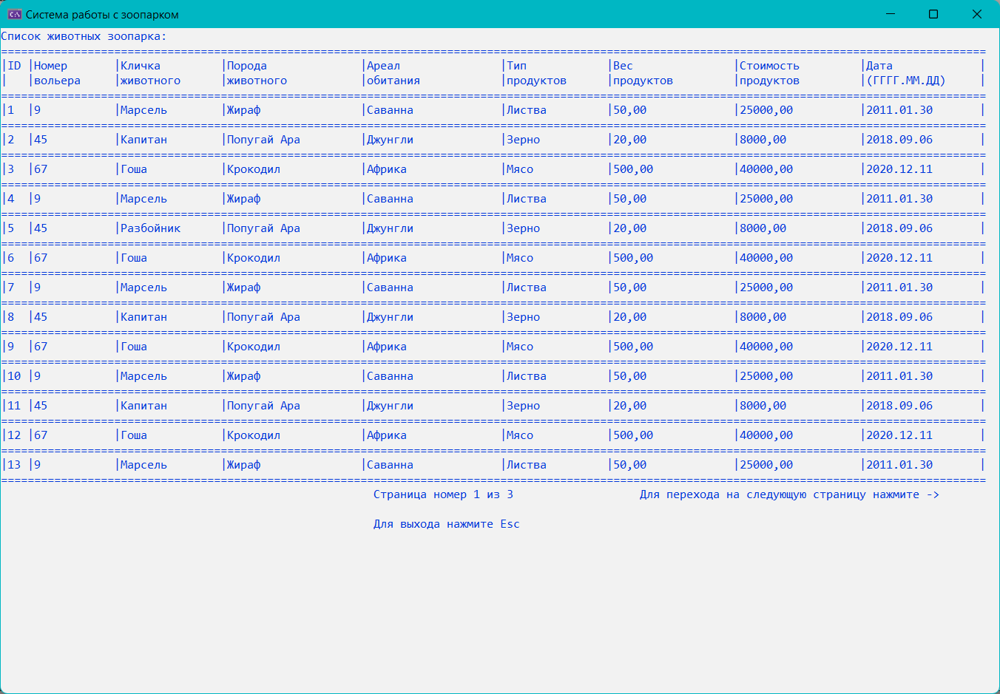 Система работы с зоопарком
Список животных зоопарка:
====================================================================================================================================================
|ID |Номер |Кличка |Порода |Ареал |Тип |Вес |Стоимость |Дата |
| |вольера |животного |животного |обитания |продуктов |продуктов |продуктов |(ГГГГ.ММ.ДД) |
====================================================================================================================================================
|1 |9 |Марсель |Жираф |Саванна |Листва |50,00 |25000,00 |2011.01.30 |
====================================================================================================================================================
|2 |45 |Капитан |Попугай Ара |Джунгли |Зерно |20,00 |8000,00 |2018.09.06 |
====================================================================================================================================================
|3 |67 |Гоша |Крокодил |Африка |Мясо |500,00 |40000,00 |2020.12.11 |
====================================================================================================================================================
|4 |9 |Марсель |Жираф |Саванна |Листва |50,00 |25000,00 |2011.01.30 |
====================================================================================================================================================
|5 |45 |Разбойник |Попугай Ара |Джунгли |Зерно |20,00 |8000,00 |2018.09.06 |
====================================================================================================================================================
|6 |67 |Гоша |Крокодил |Африка |Мясо |500,00 |40000,00 |2020.12.11 |
====================================================================================================================================================
|7 |9 |Марсель |Жираф |Саванна |Листва |50,00 |25000,00 |2011.01.30 |
====================================================================================================================================================
|8 |45 |Капитан |Попугай Ара |Джунгли |Зерно |20,00 |8000,00 |2018.09.06 |
====================================================================================================================================================
|9 |67 |Гоша |Крокодил |Африка |Мясо |500,00 |40000,00 |2020.12.11 |
====================================================================================================================================================
|10 |9 |Марсель |Жираф |Саванна |Листва |50,00 |25000,00 |2011.01.30 |
====================================================================================================================================================
|11 |45 |Капитан |Попугай Ара |Джунгли |Зерно |20,00 |8000,00 |2018.09.06 |
====================================================================================================================================================
|12 |67 |Гоша |Крокодил |Африка |Мясо |500,00 |40000,00 |2020.12.11 |
====================================================================================================================================================
|13 |9 |Марсель |Жираф |Саванна |Листва |50,00 |25000,00 |2011.01.30 |
====================================================================================================================================================
Страница номер 1 из 3 Для перехода на следующую страницу нажмите ->
Для выхода нажмите Esc